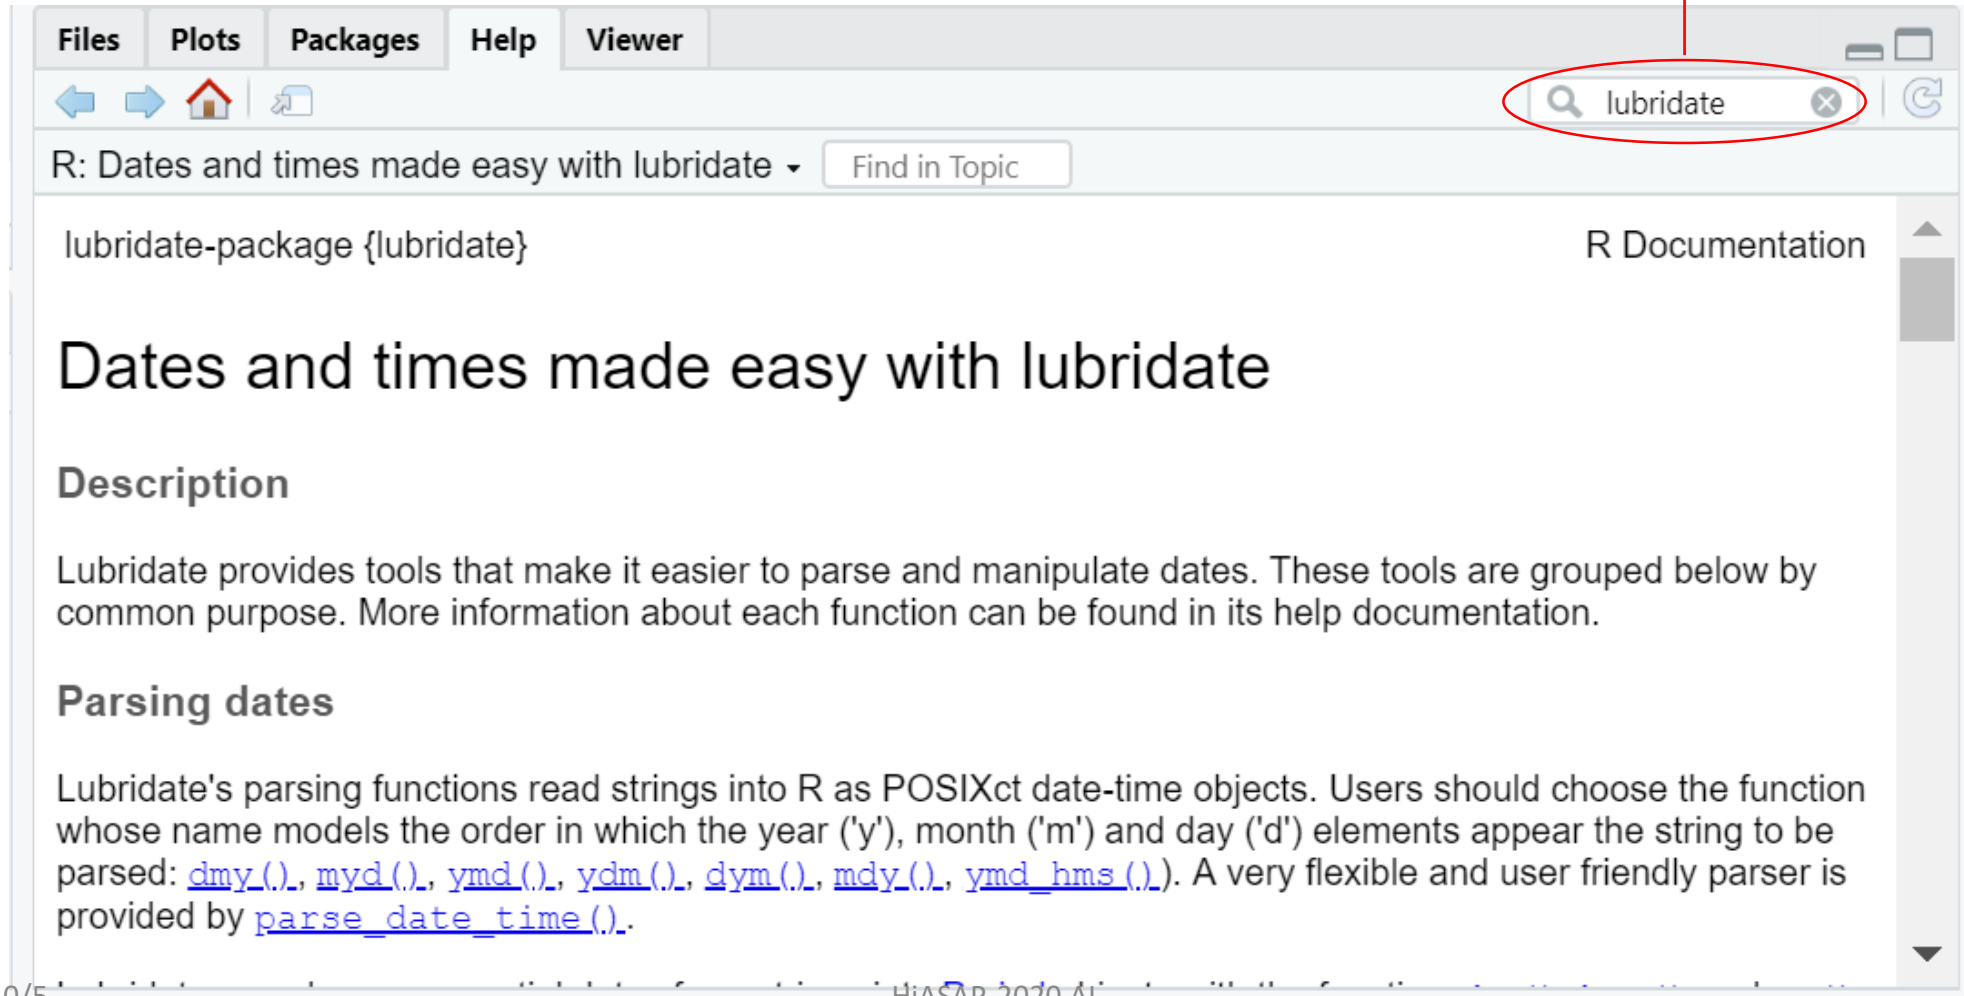 Files Plots Packages Help Viewer
lubridate
R: Dates and times made easy with lubridate Find in Topic
lubridate-package {lubridate} R Documentation
Dates and times made easy with lubridate
Description
Lubridate provides tools that make it easier to parse and manipulate dates. These tools are grouped below by
common purpose. More information about each function can be found in its help documentation.
Parsing dates
Lubridate's parsing functions read strings into R as POSIXct date-time objects. Users should choose the function
whose name models the order in which the year ('y'), month ('m') and day ('d') elements appear the string to be
parsed: dmy(), myd(), ymd(), ydm(), dym(), mdy(), ymd_hms()). A very flexible and user friendly parser is
provided by parse_date_time().